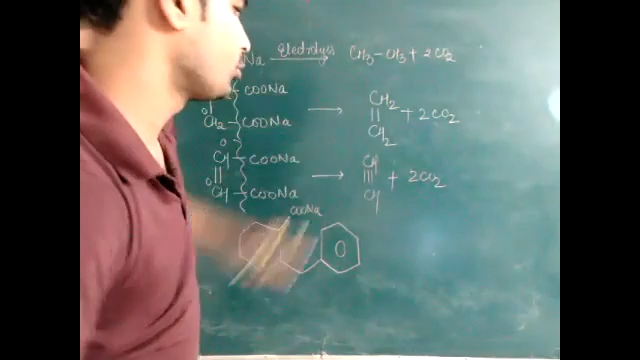 Na Electrolysis CH3-CH3 + 2CO2
COONa
CH2
CH2 COONa || + 2CO2
CH2
CH COONa CH
|| ||| + 2CO2
CH COONa CH
COONa